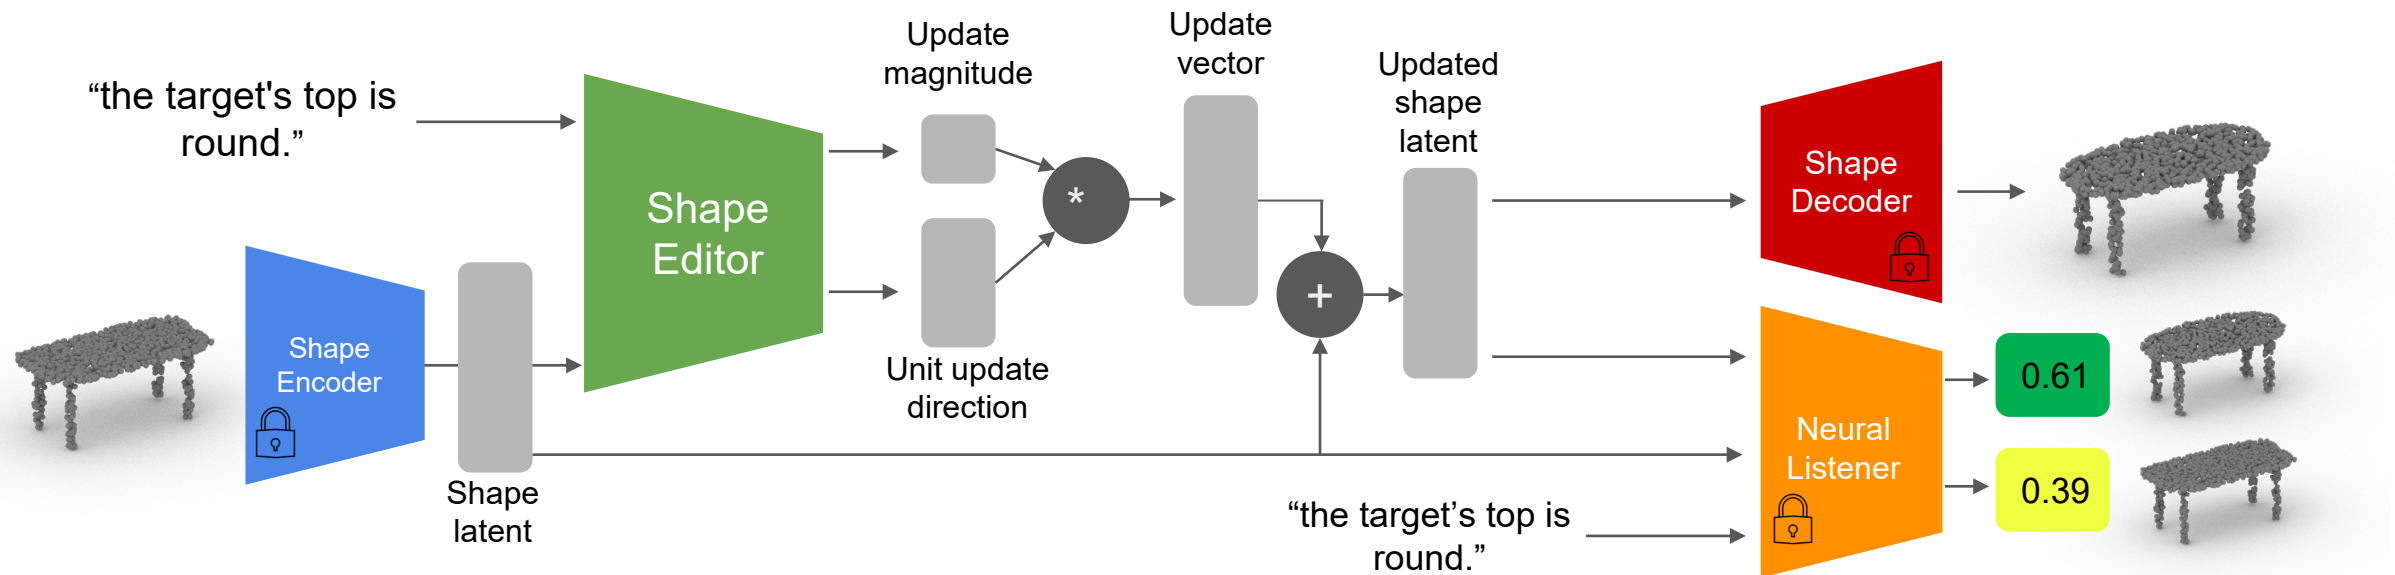 “the target's top is
round.”
Shape
Encoder
Shape
latent
Shape
Editor
Update
magnitude
Unit update
direction
*
Update
vector
+
Updated
shape
latent
Shape
Decoder
“the target’s top is
round.”
Neural
Listener
0.61
0.39